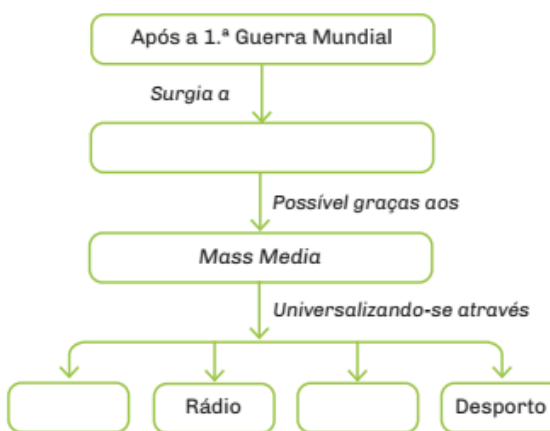 Após a 1.ª Guerra Mundial
Surgia a
Possível graças aos
Mass Media
Universalizando-se através
Rádio
Desporto